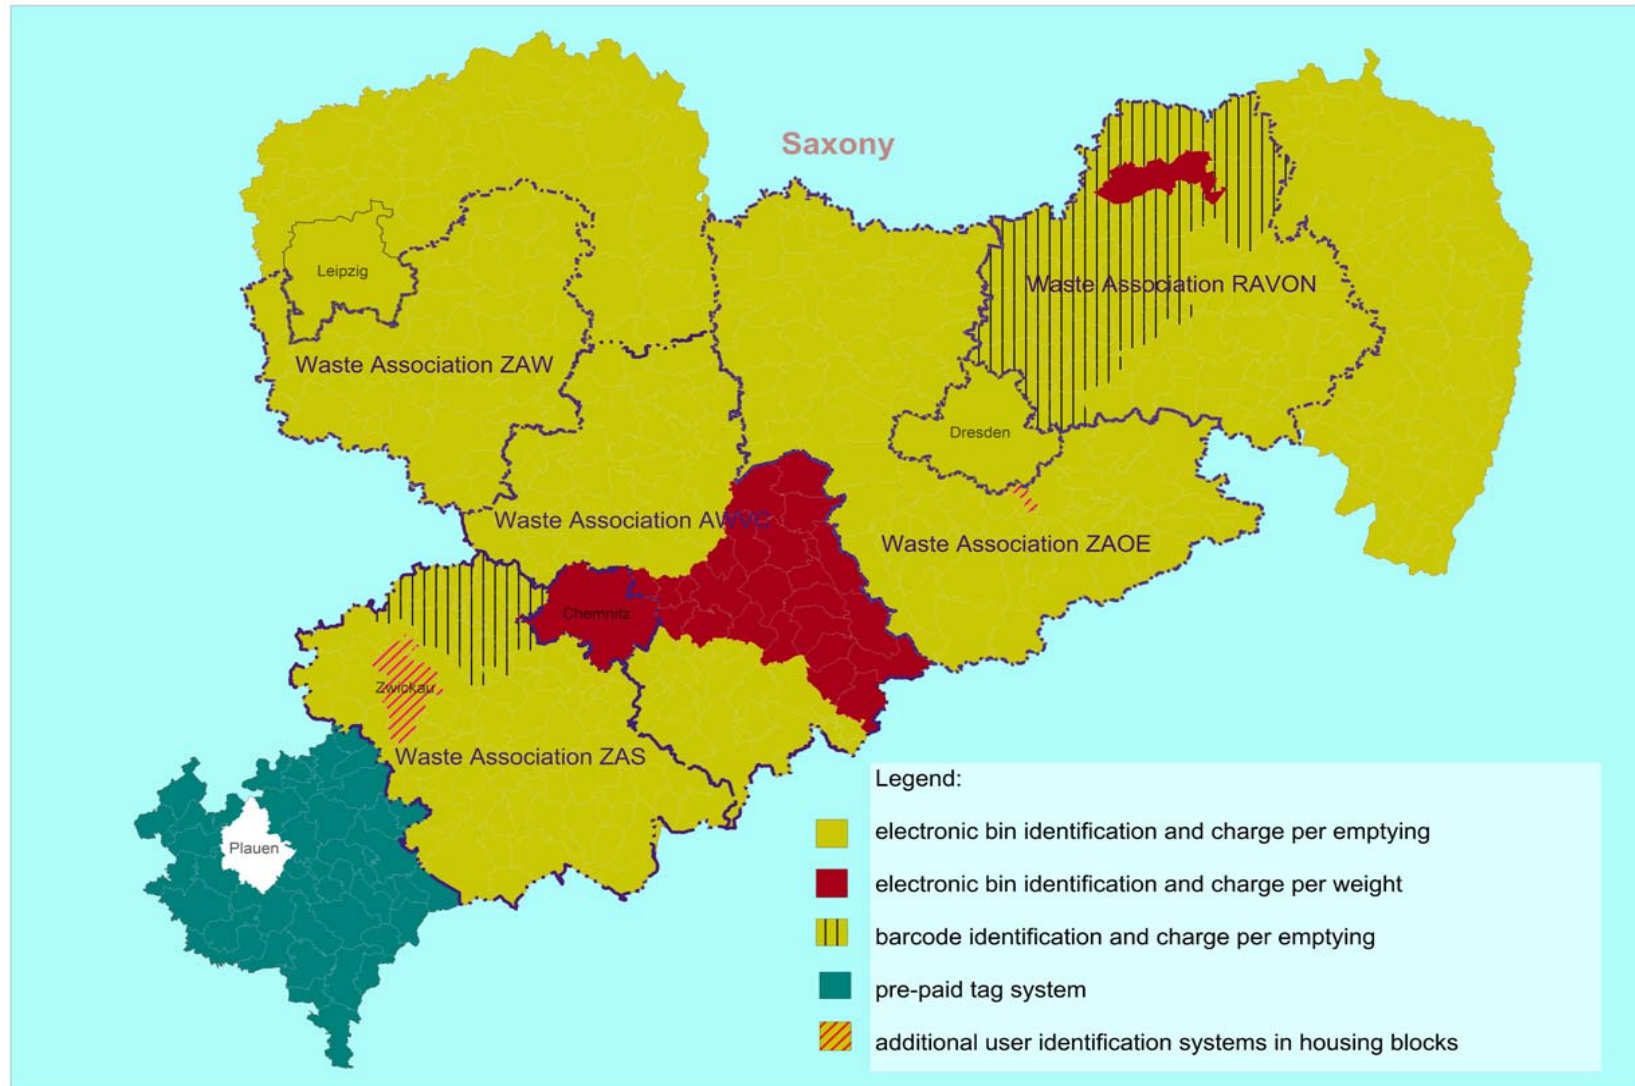 Saxony
Leipzig
Waste Association RAVON
Waste Association ZAW
Dresden
Waste Association AWVC
Waste Association ZAOE
Chemnitz
Zwickau
Waste Association ZAS
Plauen
Legend:
electronic bin identification and charge per emptying
electronic bin identification and charge per weight
barcode identification and charge per emptying
pre-paid tag system
additional user identification systems in housing blocks